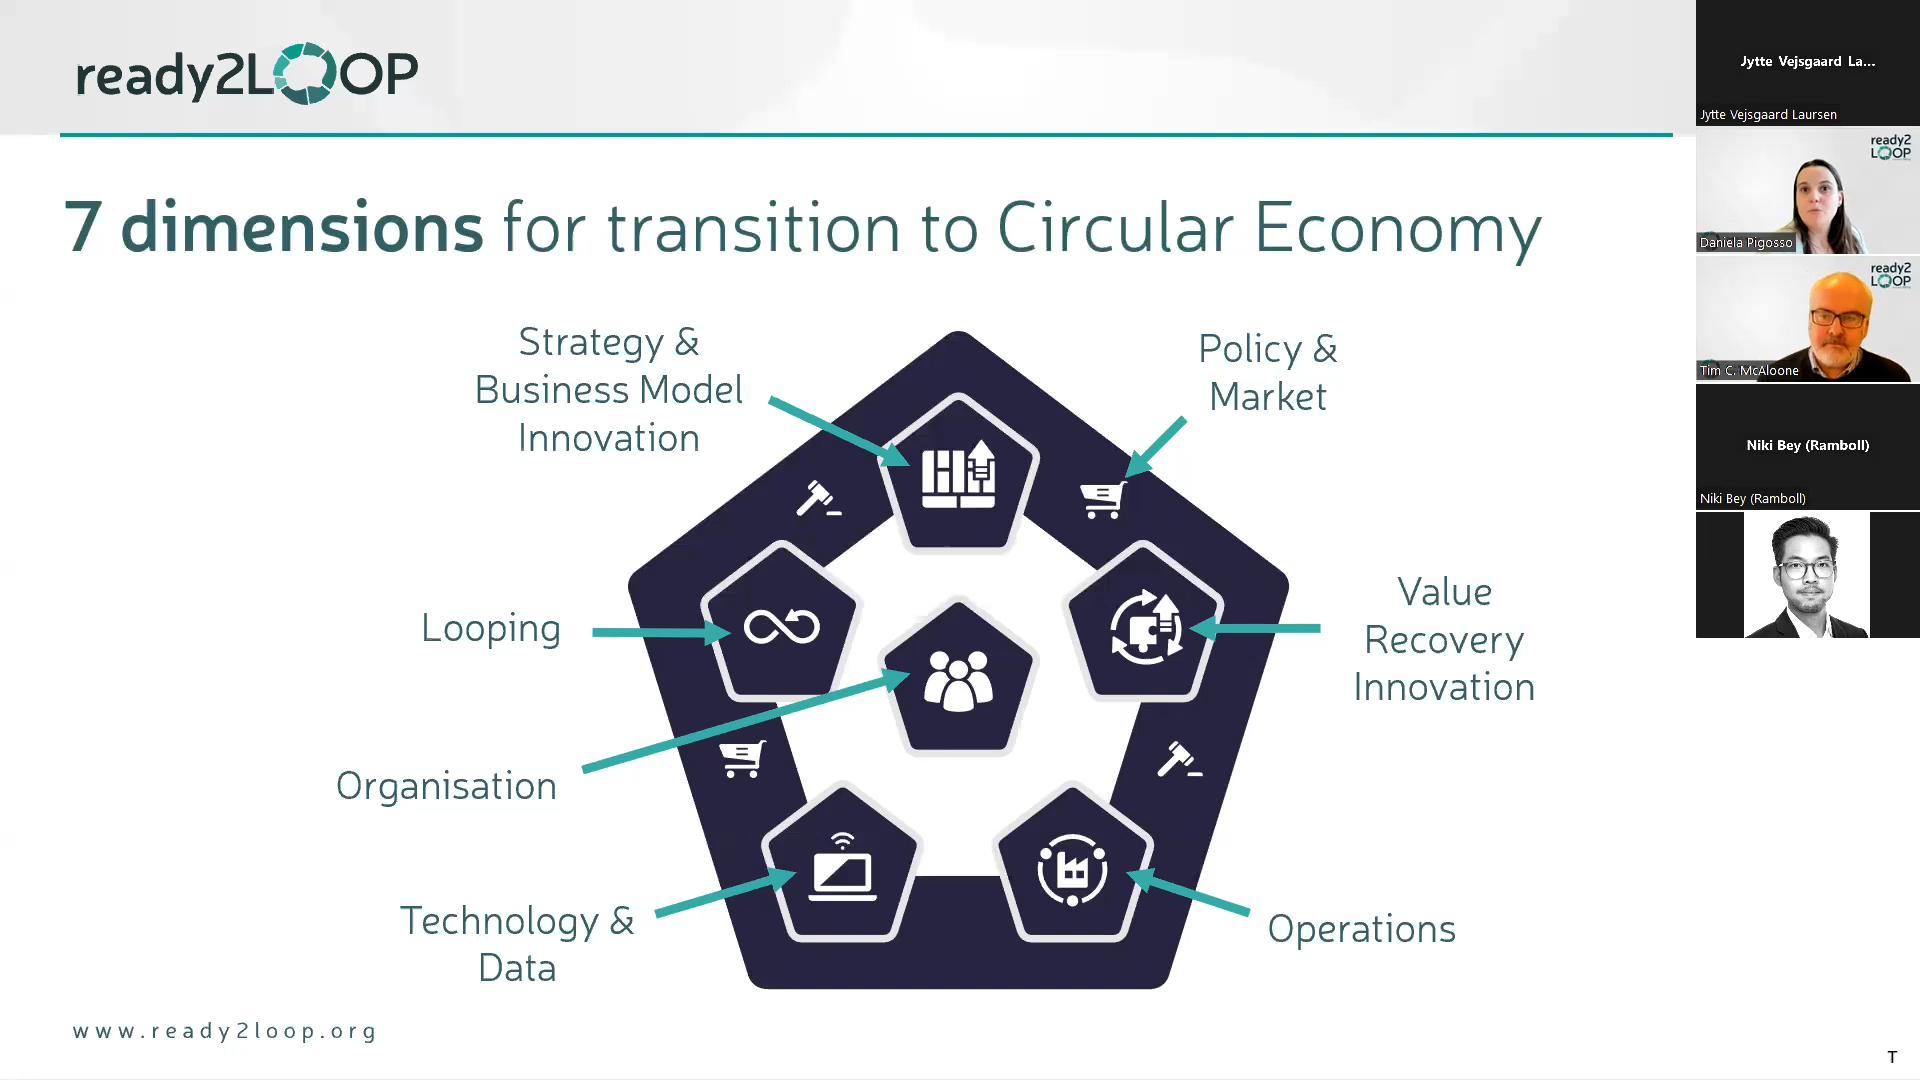 ready2LOOP
7 dimensions for transition to Circular Economy
Strategy &
Business Model
Innovation
Policy &
Market
Looping
Value
Recovery
Innovation
Organisation
Technology &
Data
Operations
www.ready2loop.org
T
Jytte Vejsgaard La...
Jytte Vejsgaard Laursen
ready2
LOOP
Daniela Pigosso
ready2
LOOP
Tim C. McAloone
Niki Bey (Ramboll)
Niki Bey (Ramboll)